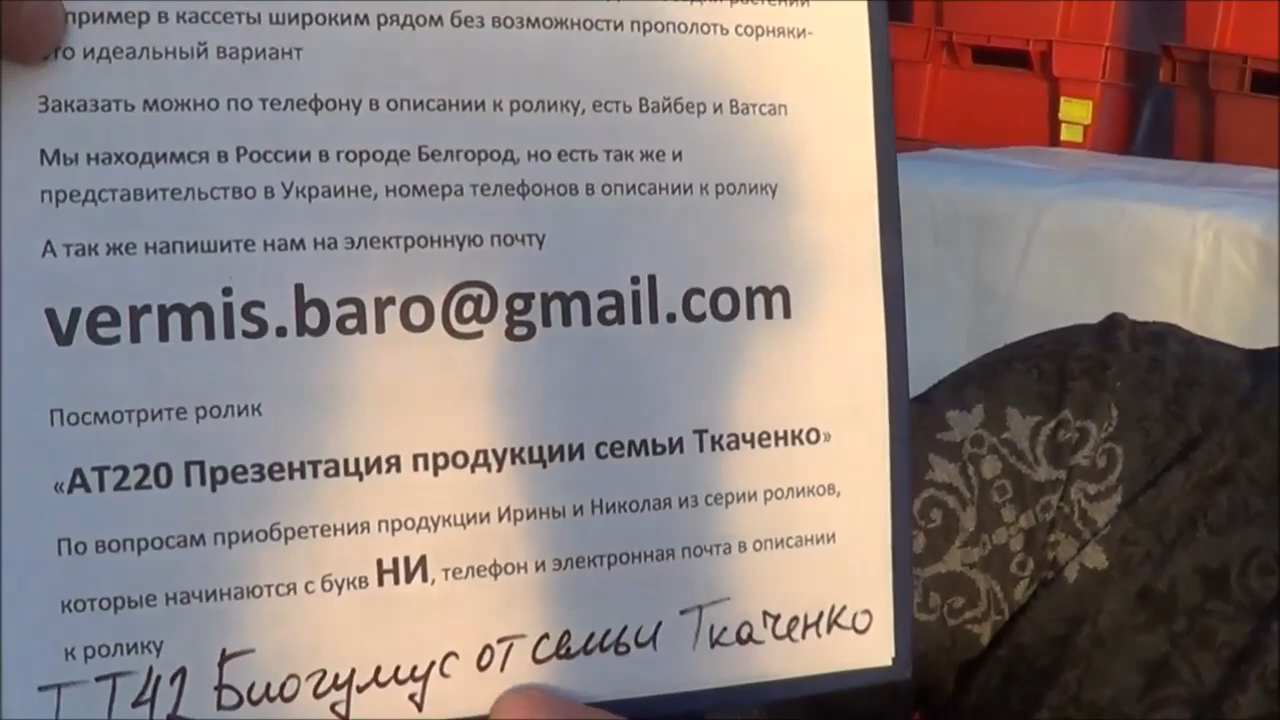 пример в кассеты широким рядом без возможности прополоть сорняки-
это идеальный вариант
Заказать можно по телефону в описании к ролику, есть Вайбер и Ватсап
Мы находимся в России в городе Белгород, но есть так же и
представительство в Украине, номера телефонов в описании к ролику
А так же напишите нам на электронную почту
vermis.baro@gmail.com
Посмотрите ролик
«АТ220 Презентация продукции семьи Ткаченко»
По вопросам приобретения продукции Ирины и Николая из серии роликов,
которые начинаются с букв НИ, телефон и электронная почта в описании
к ролику
ТТ42 Биогумус от семьи Ткаченко